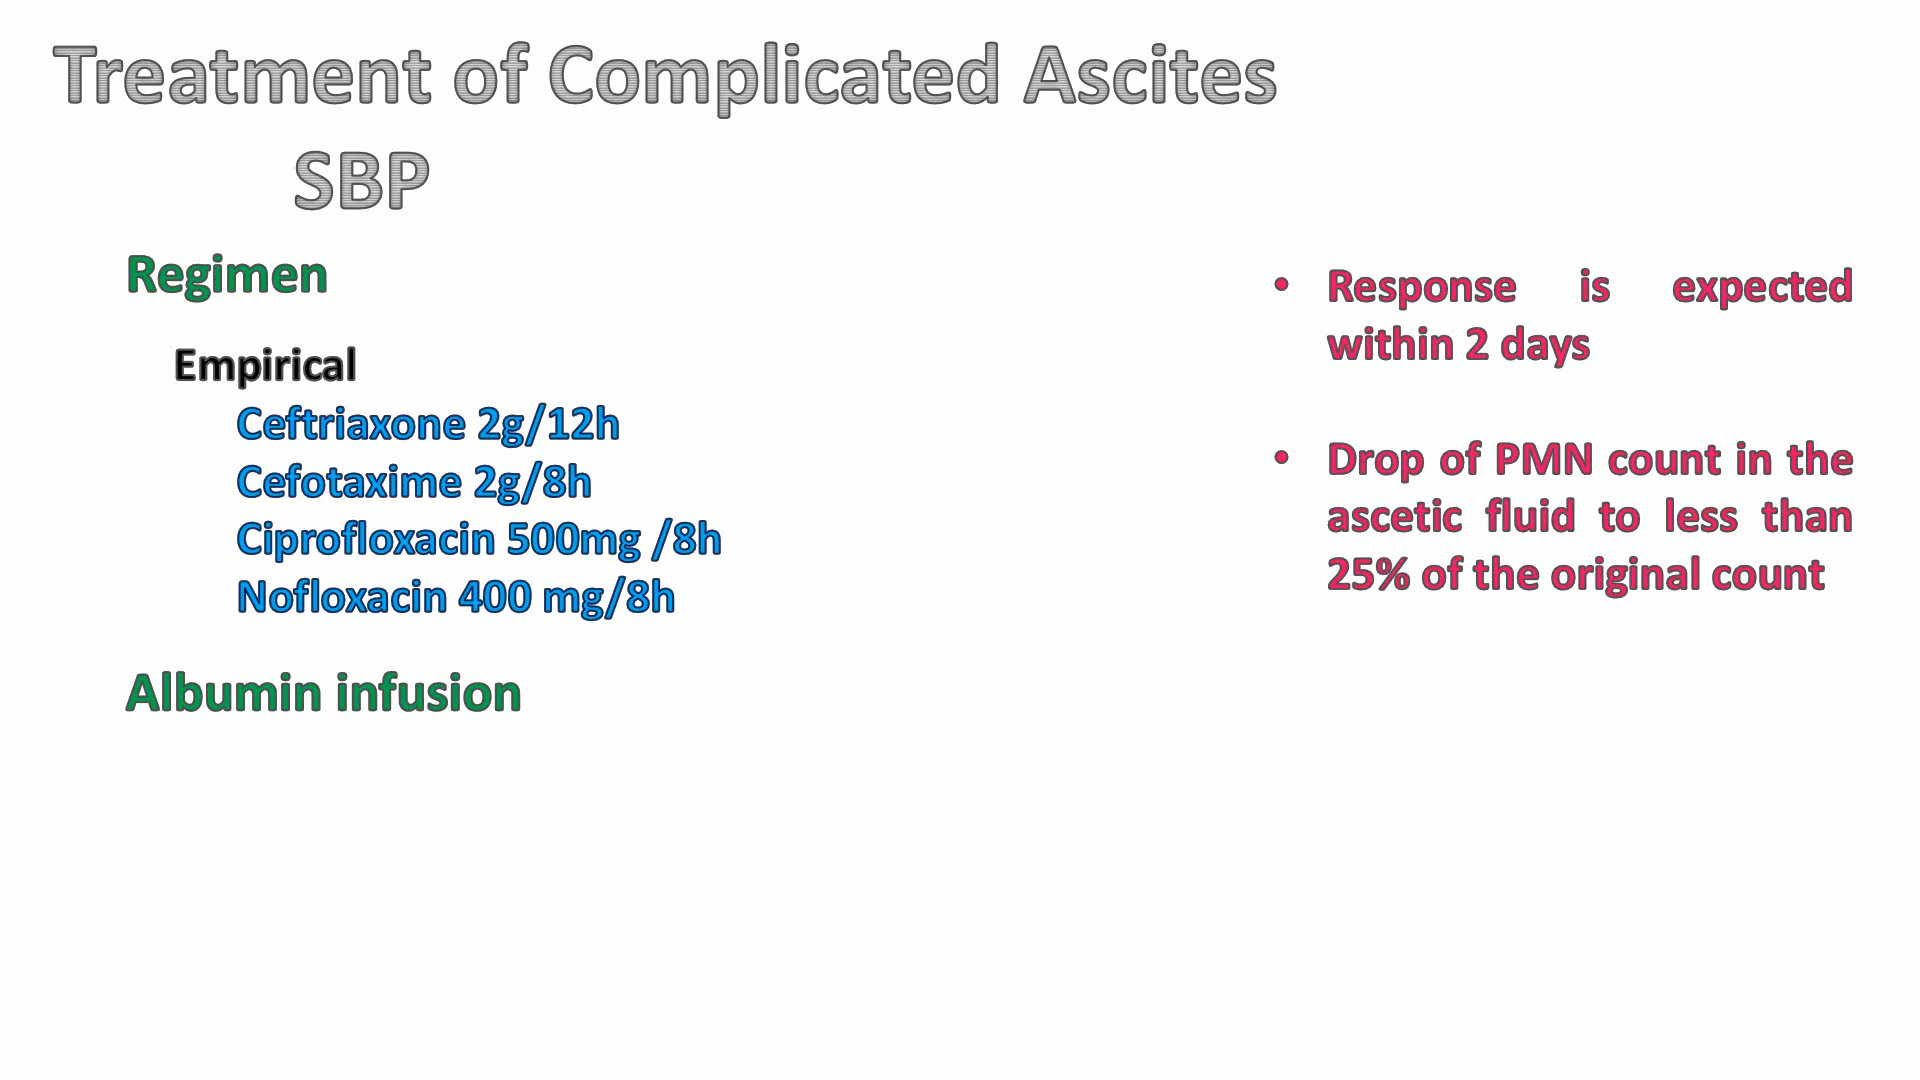 Treatment of Complicated Ascites
SBP
Regimen
Empirical
Ceftriaxone 2g/12h
Cefotaxime 2g/8h
Ciprofloxacin 500mg /8h
Nofloxacin 400 mg/8h
Albumin infusion
• Response is expected
within 2 days
• Drop of PMN count in the
ascetic fluid to less than
25% of the original count